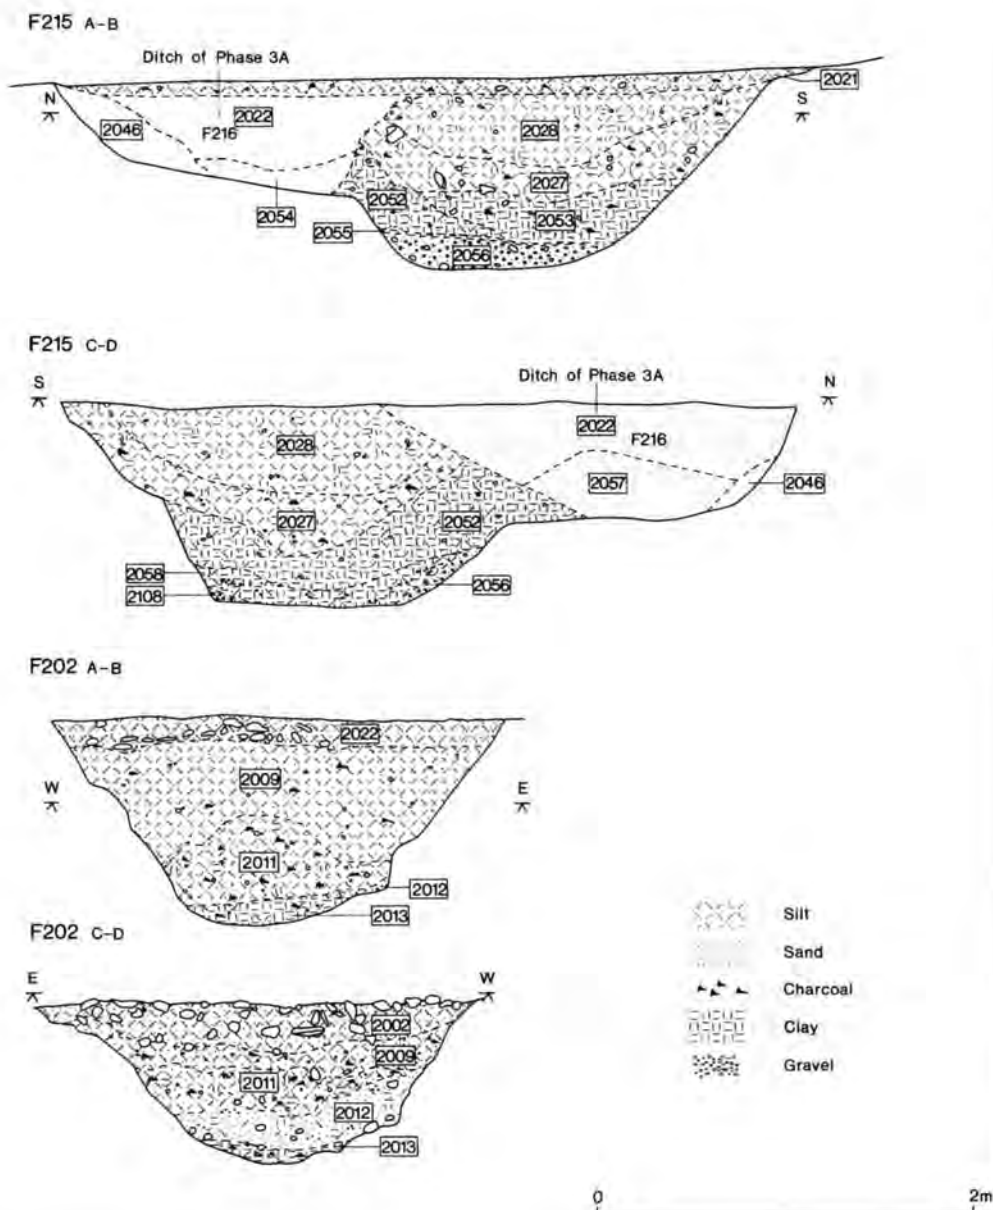 F215 A-B
Ditch of Phase 3A
N
S
2021
2046
2022
F216
2028
2027
2052
2053
2054
2055
2056
F215 C-D
Ditch of Phase 3A
S
N
2022
F216
2028
2057
2046
2027
2052
2058
2108
2056
F202 A-B
2022
2009
W
E
2011
2012
2013
F202 C-D
E
W
2002
2009
2011
2012
2013
Silt
Sand
Charcoal
Clay
Gravel
0
2m